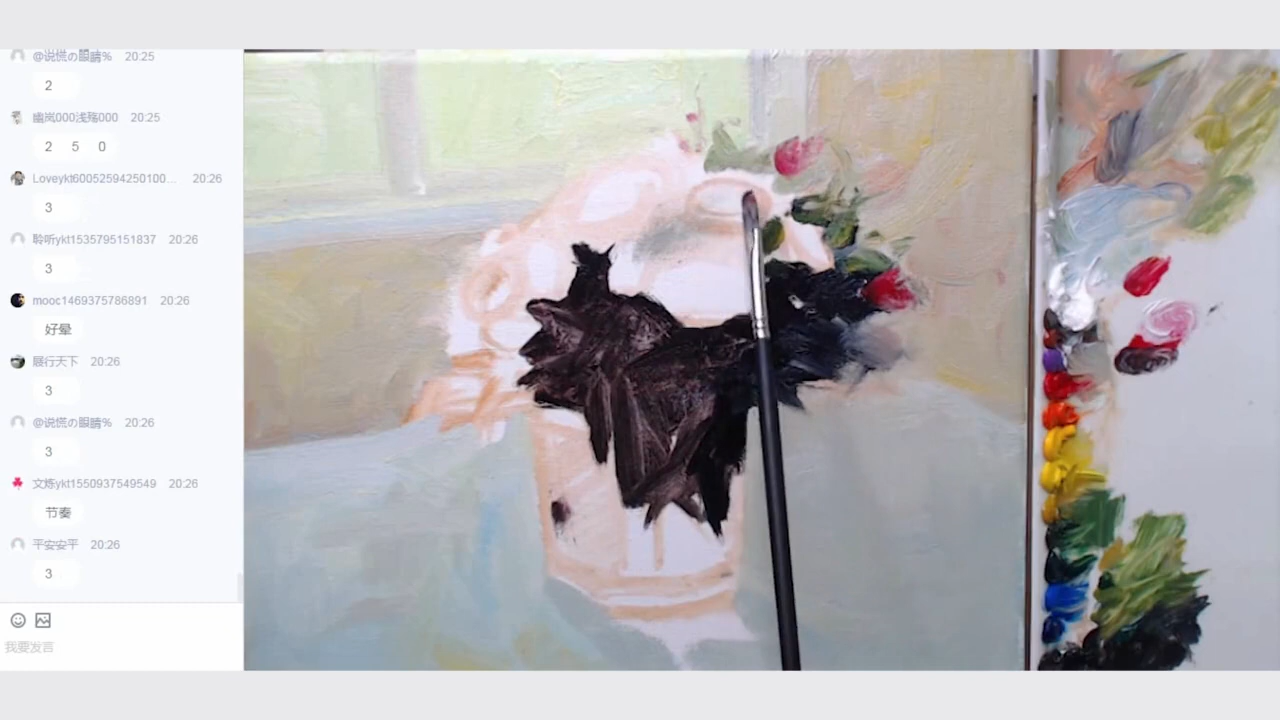 @说慌の眼睛% 20:25
2
幽岚000浅殇000 20:25
2 5 0
Loveykt60052594250100... 20:26
3
聆听ykt1535795151837 20:26
3
mooc1469375786891 20:26
好晕
履行天下 20:26
3
@说慌の眼睛% 20:26
3
文炼ykt1550937549549 20:26
节奏
平安安平 20:26
3
我要发言